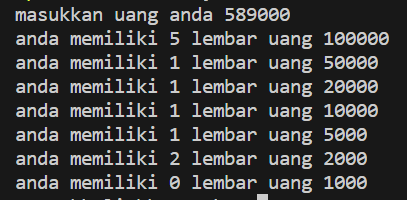 masukkan uang anda 589000
anda memiliki 5 lembar uang 100000
anda memiliki 1 lembar uang 50000
anda memiliki 1 lembar uang 20000
anda memiliki 1 lembar uang 10000
anda memiliki 1 lembar uang 5000
anda memiliki 2 lembar uang 2000
anda memiliki 0 lembar uang 1000